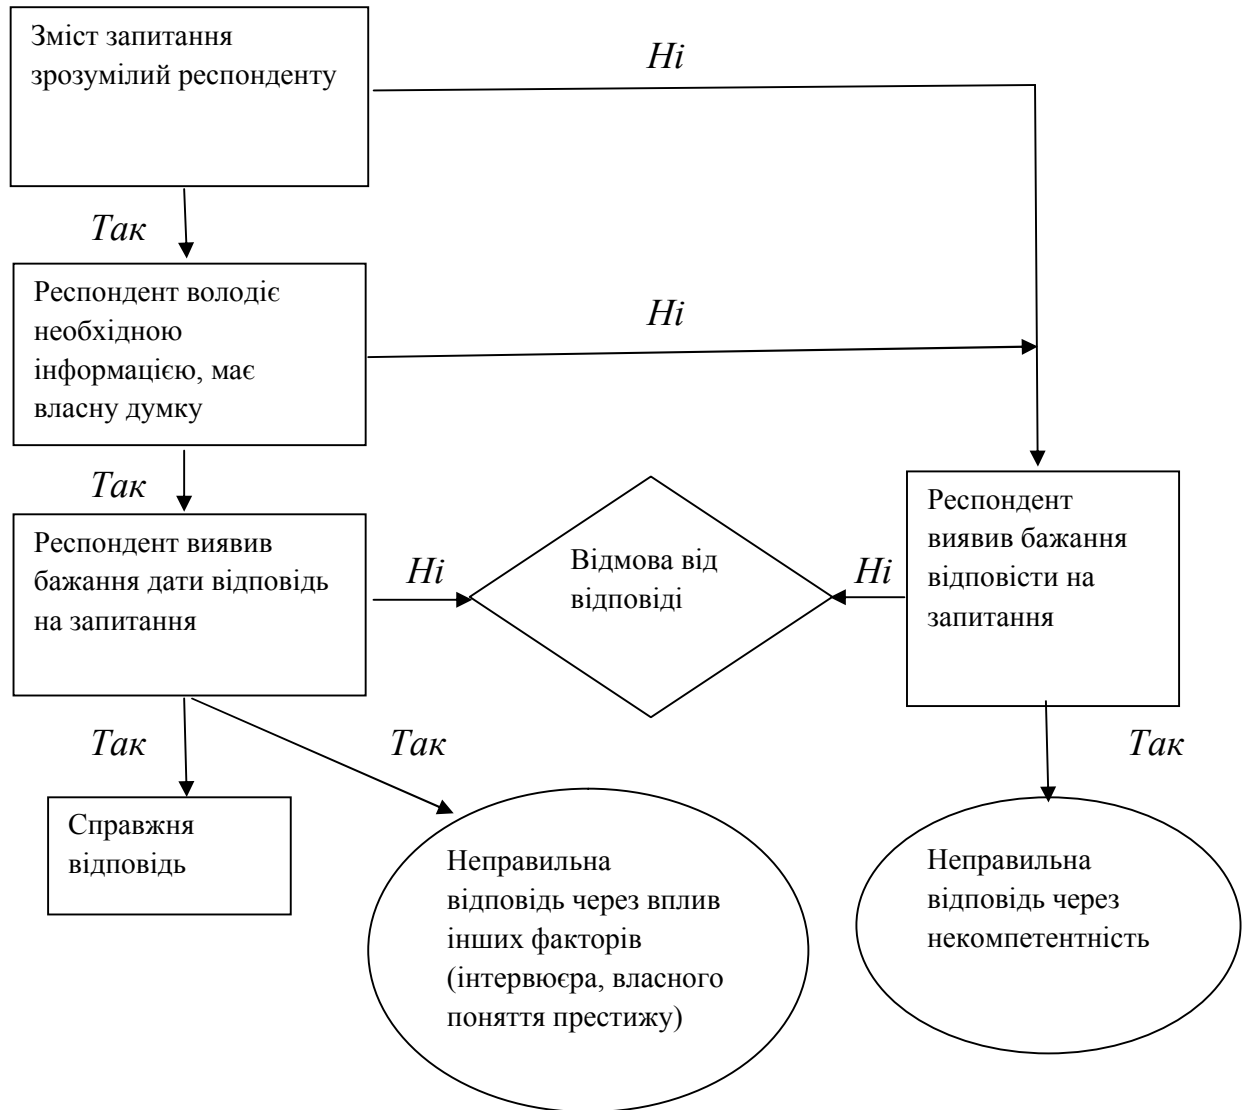 Зміст запитання
зрозумілий респонденту
Ні
Так
Респондент володіє
необхідною
інформацією, має
власну думку
Ні
Так
Респондент виявив
бажання дати відповідь
на запитання
Ні
Відмова від
відповіді
Ні
Респондент
виявив бажання
відповісти на
запитання
Так
Так
Так
Справжня
відповідь
Неправильна
відповідь через вплив
інших факторів
(інтервюєра, власного
поняття престижу)
Неправильна
відповідь через
некомпетентність